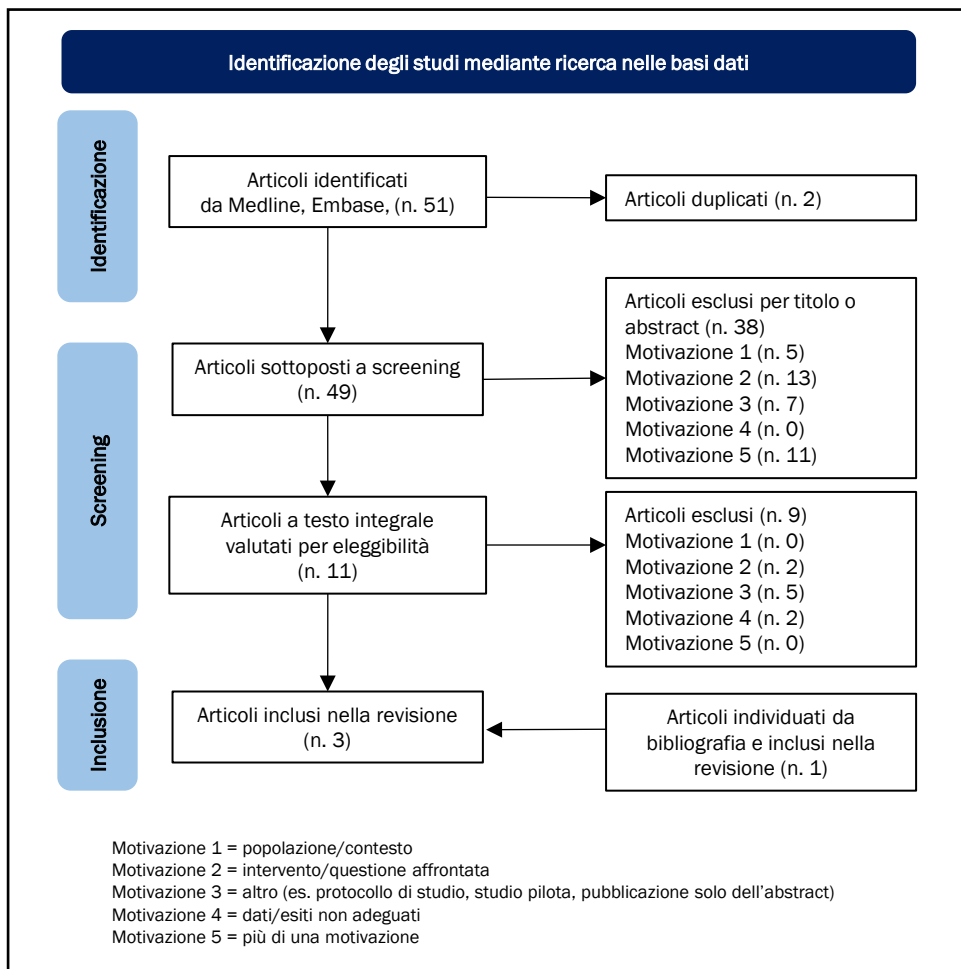 Identificazione degli studi mediante ricerca nelle basi dati
Identificazione
Articoli identificati
da Medline, Embase, (n. 51)
Articoli duplicati (n. 2)
Screening
Articoli sottoposti a screening
(n. 49)
Articoli esclusi per titolo o
abstract (n. 38)
Motivazione 1 (n. 5)
Motivazione 2 (n. 13)
Motivazione 3 (n. 7)
Motivazione 4 (n. 0)
Motivazione 5 (n. 11)
Articoli a testo integrale
valutati per eleggibilità
(n. 11)
Articoli esclusi (n. 9)
Motivazione 1 (n. 0)
Motivazione 2 (n. 2)
Motivazione 3 (n. 5)
Motivazione 4 (n. 2)
Motivazione 5 (n. 0)
Inclusione
Articoli inclusi nella revisione
(n. 3)
Articoli individuati da
bibliografia e inclusi nella
revisione (n. 1)
Motivazione 1 = popolazione/contesto
Motivazione 2 = intervento/questione affrontata
Motivazione 3 = altro (es. protocollo di studio, studio pilota, pubblicazione solo dell'abstract)
Motivazione 4 = dati/esiti non adeguati
Motivazione 5 = più di una motivazione